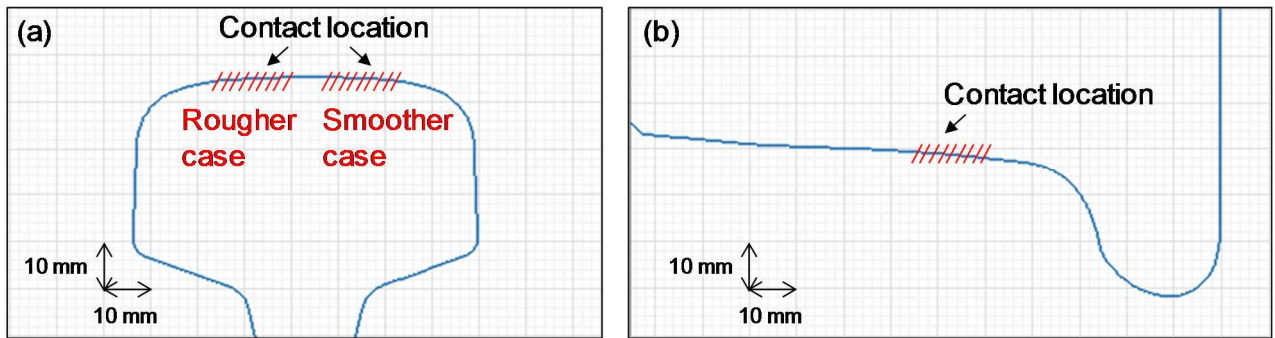 (a)
Contact location
Rougher
case
Smoother
case
10 mm
10 mm
(b)
Contact location
10 mm
10 mm